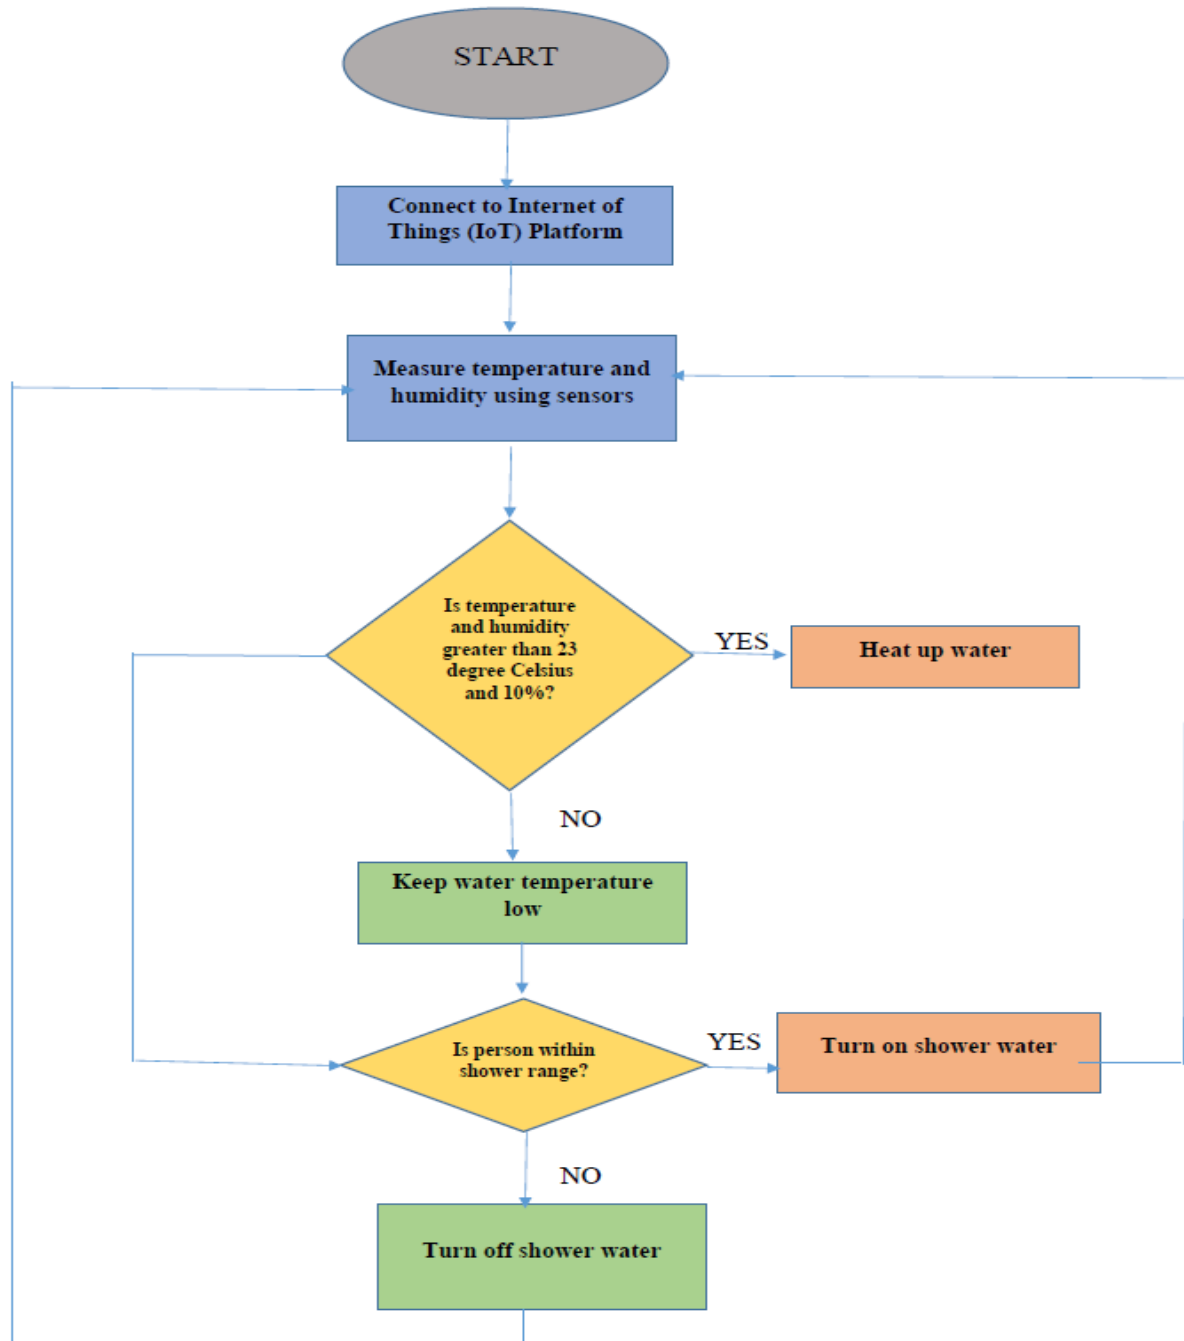 START
Connect to Internet of
Things (IoT) Platform
Measure temperature and
humidity using sensors
Is temperature
and humidity
greater than 23
degree Celsius
and 10%?
YES
Heat up water
NO
Keep water temperature
low
Is person within
shower range?
YES
Turn on shower water
NO
Turn off shower water